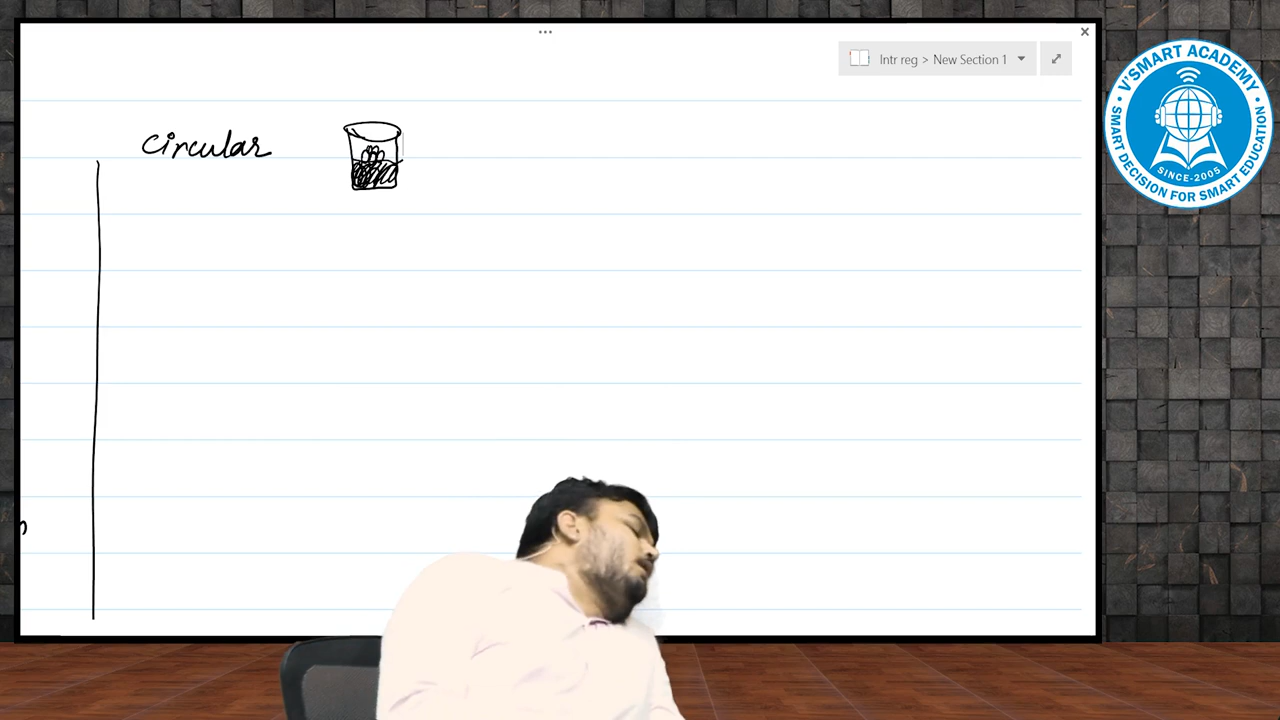 Intr reg > New Section 1
circular
V'SMART ACADEMY
SINCE-2005
SMART DECISION FOR SMART EDUCATION